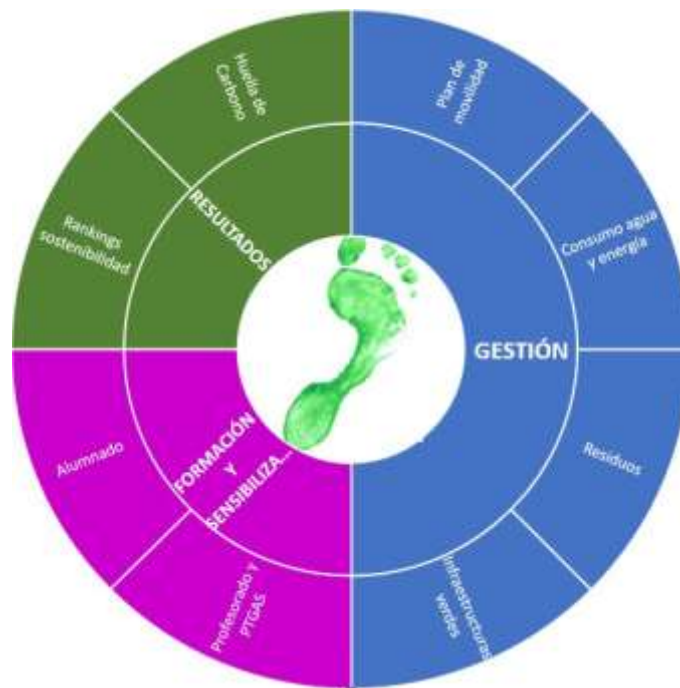 Huella de
Carbono
Plan de
movilidad
Rankings
sostenibilidad
RESULTADOS
Consumo agua
y energía
GESTIÓN
Alumnado
FORMACIÓN
Y
SENSIBILIZA...
Residuos
Profesorado y
PTGAS
Infraestructuras
verdes